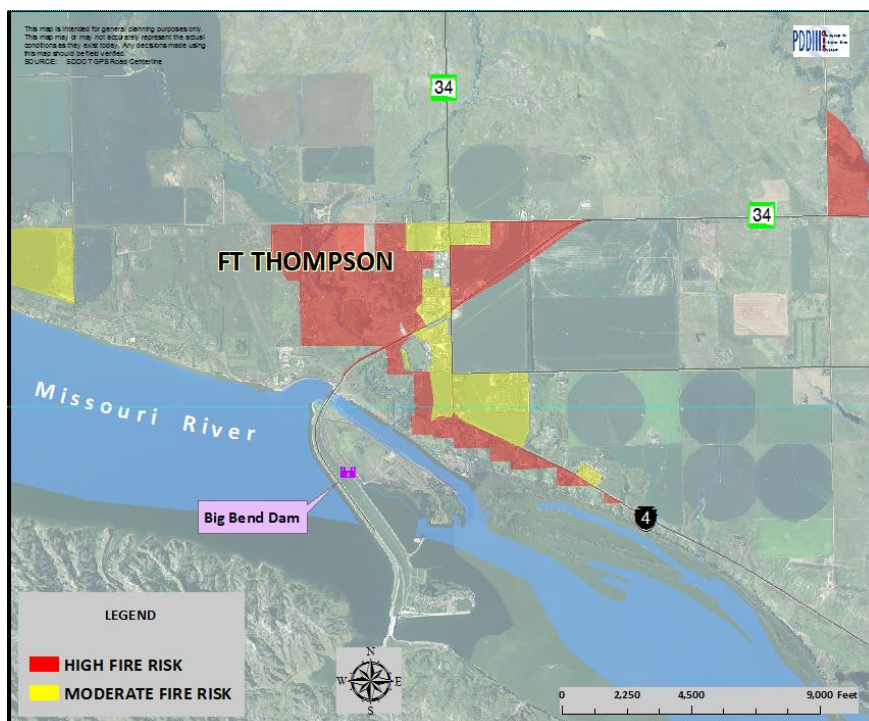 This map is intended for general planning purposes only.
This map may or may not accurately represent the actual
conditions as they exist today. Any decisions made using
this map should be field verified.
SOURCE: SDDOT GPS Road Centerline
PDDIII
34
34
FT THOMPSON
Missouri River
Big Bend Dam
4
LEGEND
HIGH FIRE RISK
MODERATE FIRE RISK
N
W E
S
0 2,250 4,500 9,000 Feet